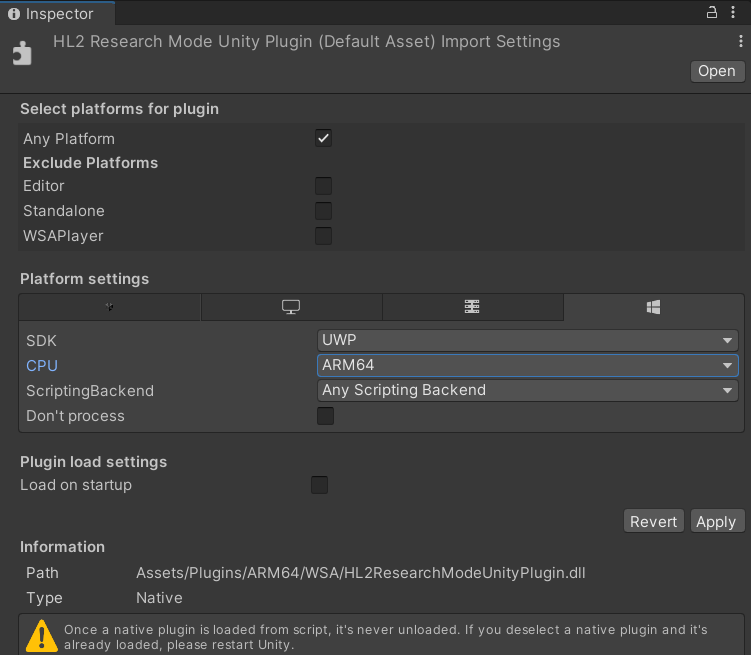 Inspector
HL2 Research Mode Unity Plugin (Default Asset) Import Settings
Open
Select platforms for plugin
Any Platform
Exclude Platforms
Editor
Standalone
WSAPlayer
Platform settings
SDK UWP
CPU ARM64
ScriptingBackend Any Scripting Backend
Don't process
Plugin load settings
Load on startup
Revert Apply
Information
Path Assets/Plugins/ARM64/WSA/HL2ResearchModeUnityPlugin.dll
Type Native
Once a native plugin is loaded from script, it's never unloaded. If you deselect a native plugin and it's
already loaded, please restart Unity.